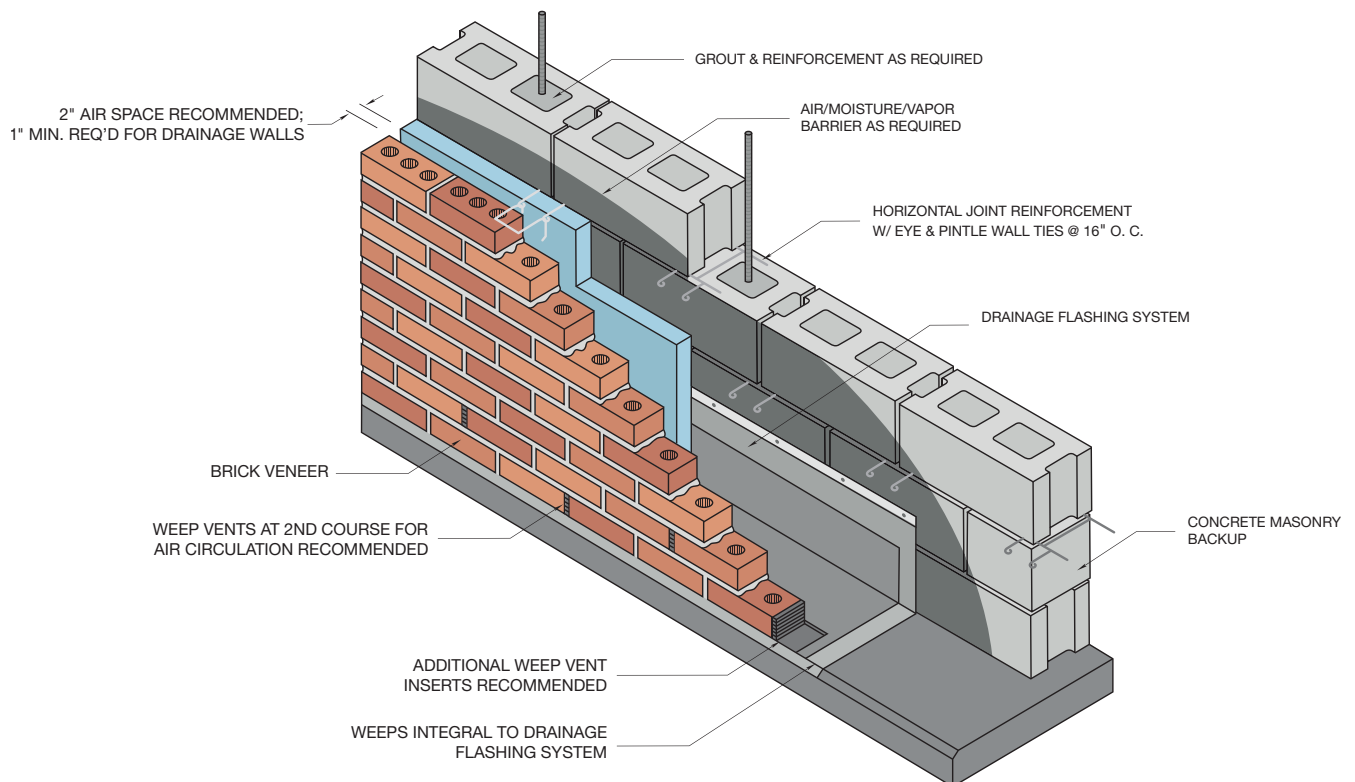 GROUT & REINFORCEMENT AS REQUIRED
2" AIR SPACE RECOMMENDED;
1" MIN. REQ'D FOR DRAINAGE WALLS
AIR/MOISTURE/VAPOR
BARRIER AS REQUIRED
HORIZONTAL JOINT REINFORCEMENT
W/ EYE & PINTLE WALL TIES @ 16" O. C.
DRAINAGE FLASHING SYSTEM
BRICK VENEER
WEEP VENTS AT 2ND COURSE FOR
AIR CIRCULATION RECOMMENDED
CONCRETE MASONRY
BACKUP
ADDITIONAL WEEP VENT
INSERTS RECOMMENDED
WEEPS INTEGRAL TO DRAINAGE
FLASHING SYSTEM